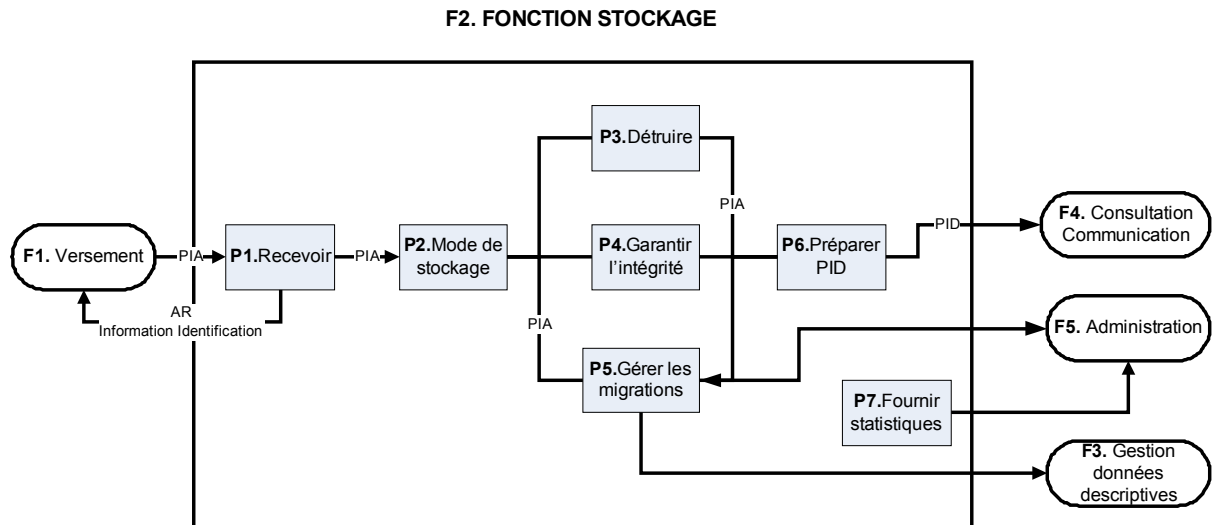 F2. FONCTION STOCKAGE
P3.Détruire
PIA
PID
F4. Consultation
Communication
F1. Versement
PIA
P1.Recevoir
PIA
P2.Mode de
stockage
P4.Garantir
l'intégrité
P6.Préparer
PID
AR
Information Identification
PIA
F5. Administration
P5.Gérer les
migrations
P7.Fournir
statistiques
F3. Gestion
données
descriptives